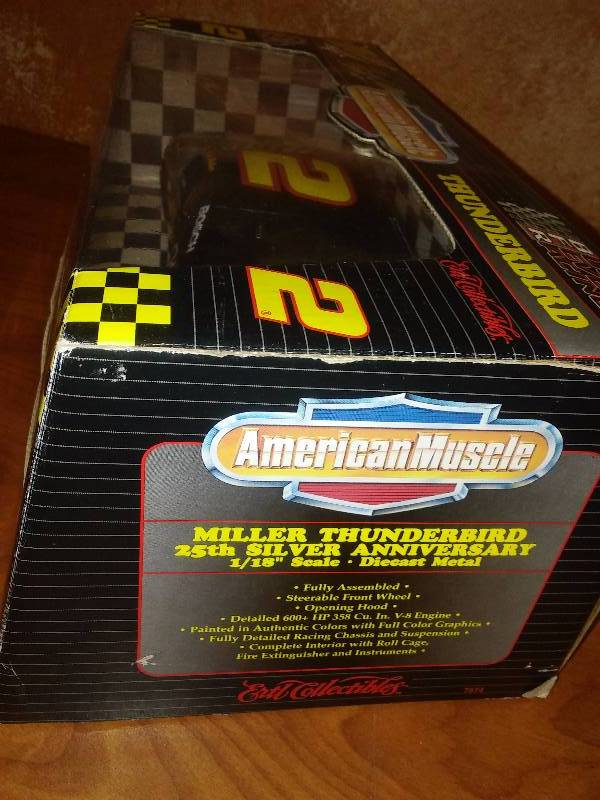 2
AmericanMuscle
THUNDERBIRD
2
Ertl Collectibles
AmericanMuscle
MILLER THUNDERBIRD
25th SILVER ANNIVERSARY
1/18" Scale · Diecast Metal
• Fully Assembled •
• Steerable Front Wheel •
• Opening Hood •
• Detailed 600+ HP 358 Cu. In. V-8 Engine •
• Painted in Authentic Colors with Full Color Graphics •
• Fully Detailed Racing Chassis and Suspension •
• Complete Interior with Roll Cage,
Fire Extinguisher and Instruments •
Ertl Collectibles